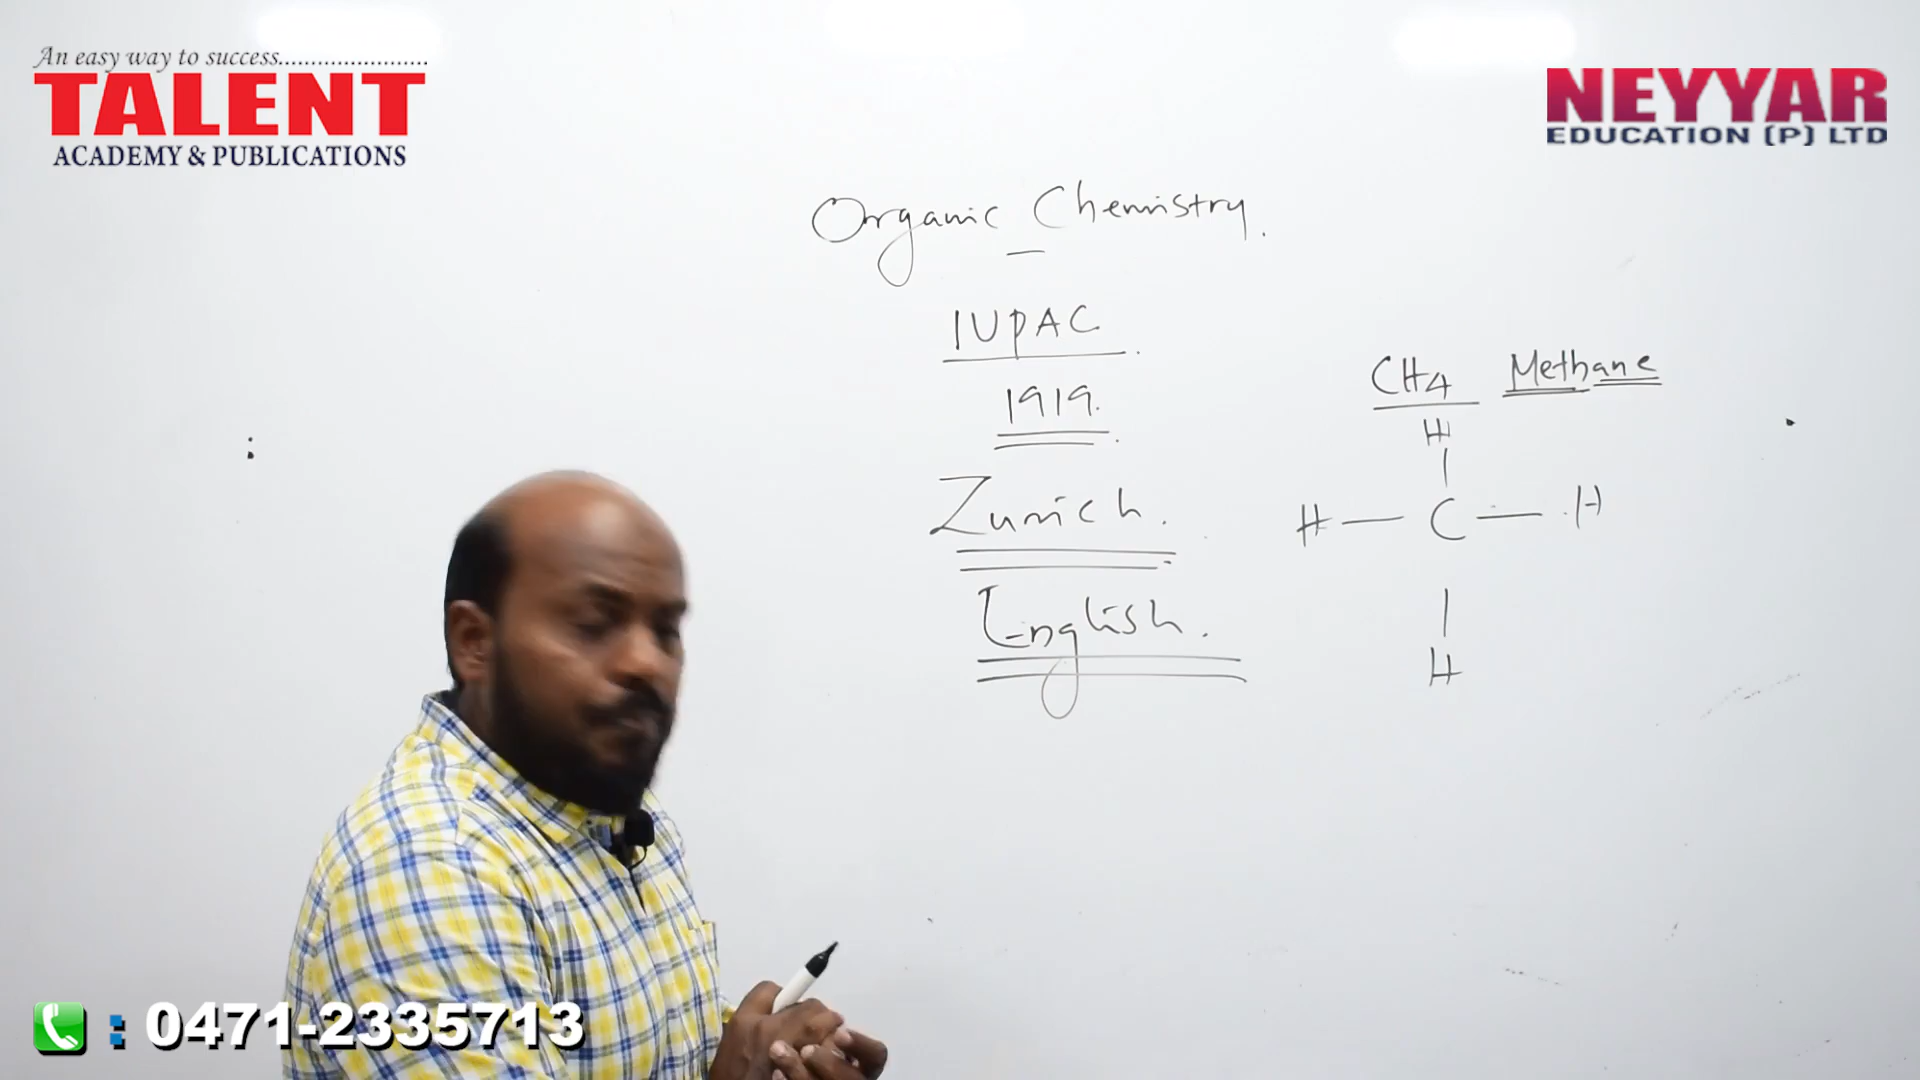 An easy way to success.......................
TALENT
ACADEMY & PUBLICATIONS
NEYYAR
EDUCATION (P) LTD
Organic Chemistry.
IUPAC
1919.
Zurich.
English.
CH4 Methane
H
H — C — H
H
: 0471-2335713